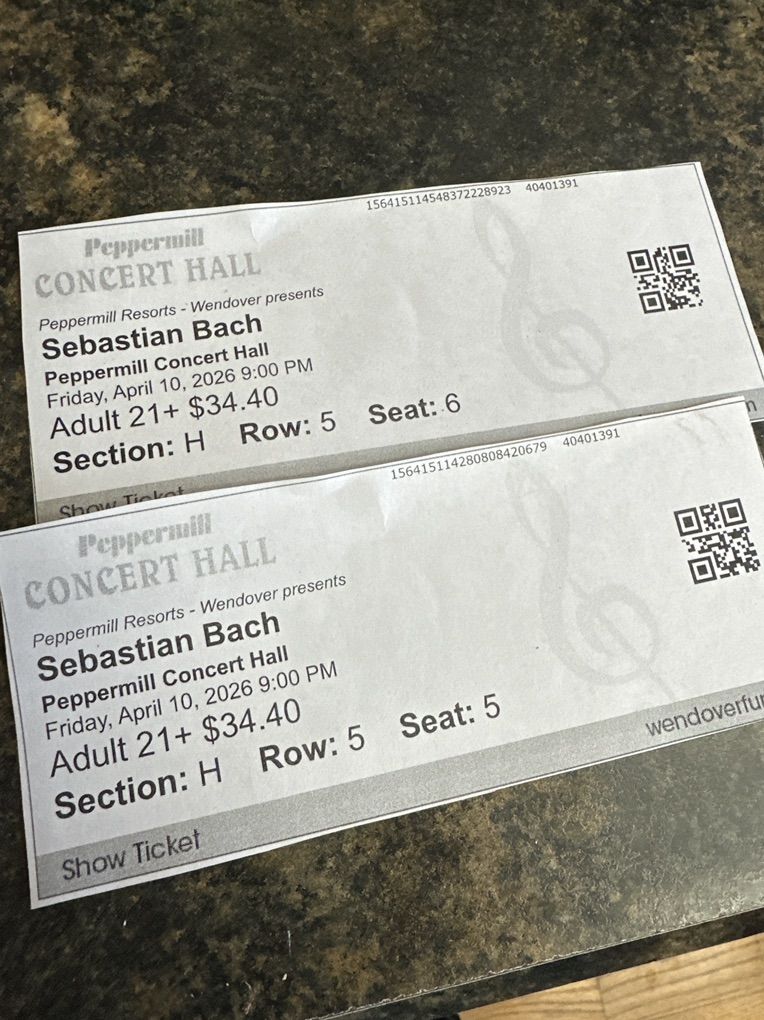 156415114548372228923 40401391
Peppermill
CONCERT HALL
Peppermill Resorts - Wendover presents
Sebastian Bach
Peppermill Concert Hall
Friday, April 10, 2026 9:00 PM
Adult 21+ $34.40
Section: H Row: 5 Seat: 6
Show Ticket
n
156415114280808420679 40401391
Peppermill
CONCERT HALL
Peppermill Resorts - Wendover presents
Sebastian Bach
Peppermill Concert Hall
Friday, April 10, 2026 9:00 PM
Adult 21+ $34.40
Section: H Row: 5 Seat: 5
wendoverfu
Show Ticket